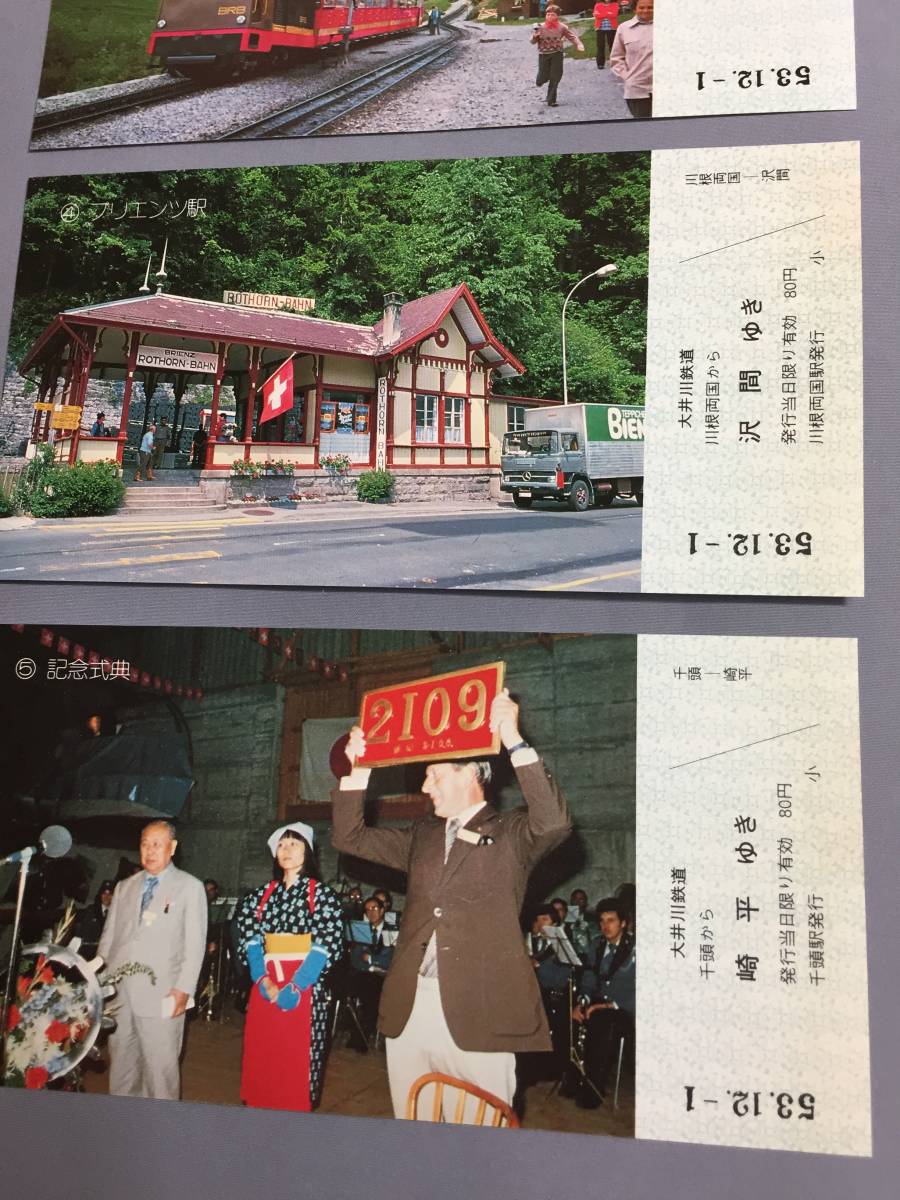 BRB
53.12.-1
④ ブリエンツ駅
ROTHORN-BAHN
BRIENZ
ROTHORN-BAHN
ROTHORN BAH
TEPPICH
BIEN
川根両国—沢間
大井川鉄道
川根両国から
沢間ゆき
発行当日限り有効 80円
川根両国駅発行
小
53.12.-1
⑤ 記念式典
2109
千頭—崎平
大井川鉄道
千頭から
崎平ゆき
発行当日限り有効 80円
千頭駅発行
小
53.12.-1